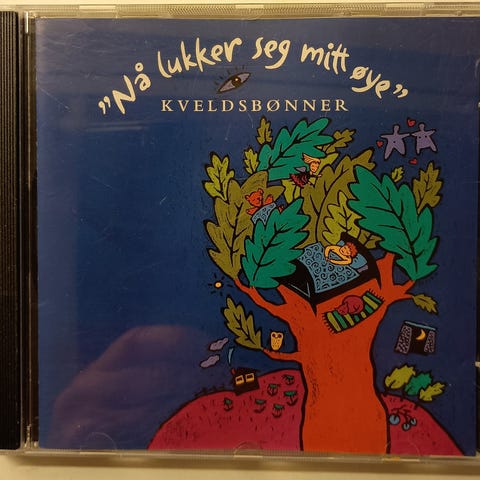 "Nå lukker seg mitt øye"
KVELDSBØNNER